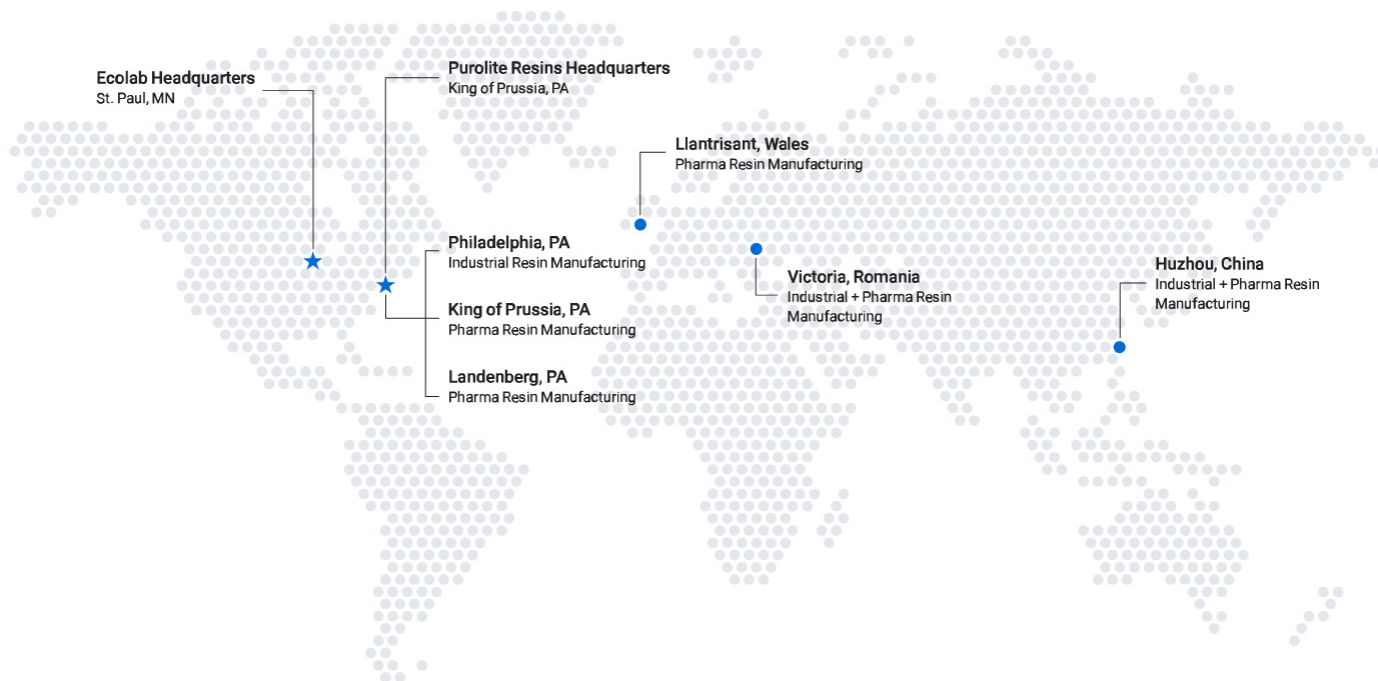 Ecolab Headquarters
St. Paul, MN
Purolite Resins Headquarters
King of Prussia, PA
Llantrisant, Wales
Pharma Resin Manufacturing
Philadelphia, PA
Industrial Resin Manufacturing
King of Prussia, PA
Pharma Resin Manufacturing
Landenberg, PA
Pharma Resin Manufacturing
Victoria, Romania
Industrial + Pharma Resin
Manufacturing
Huzhou, China
Industrial + Pharma Resin
Manufacturing